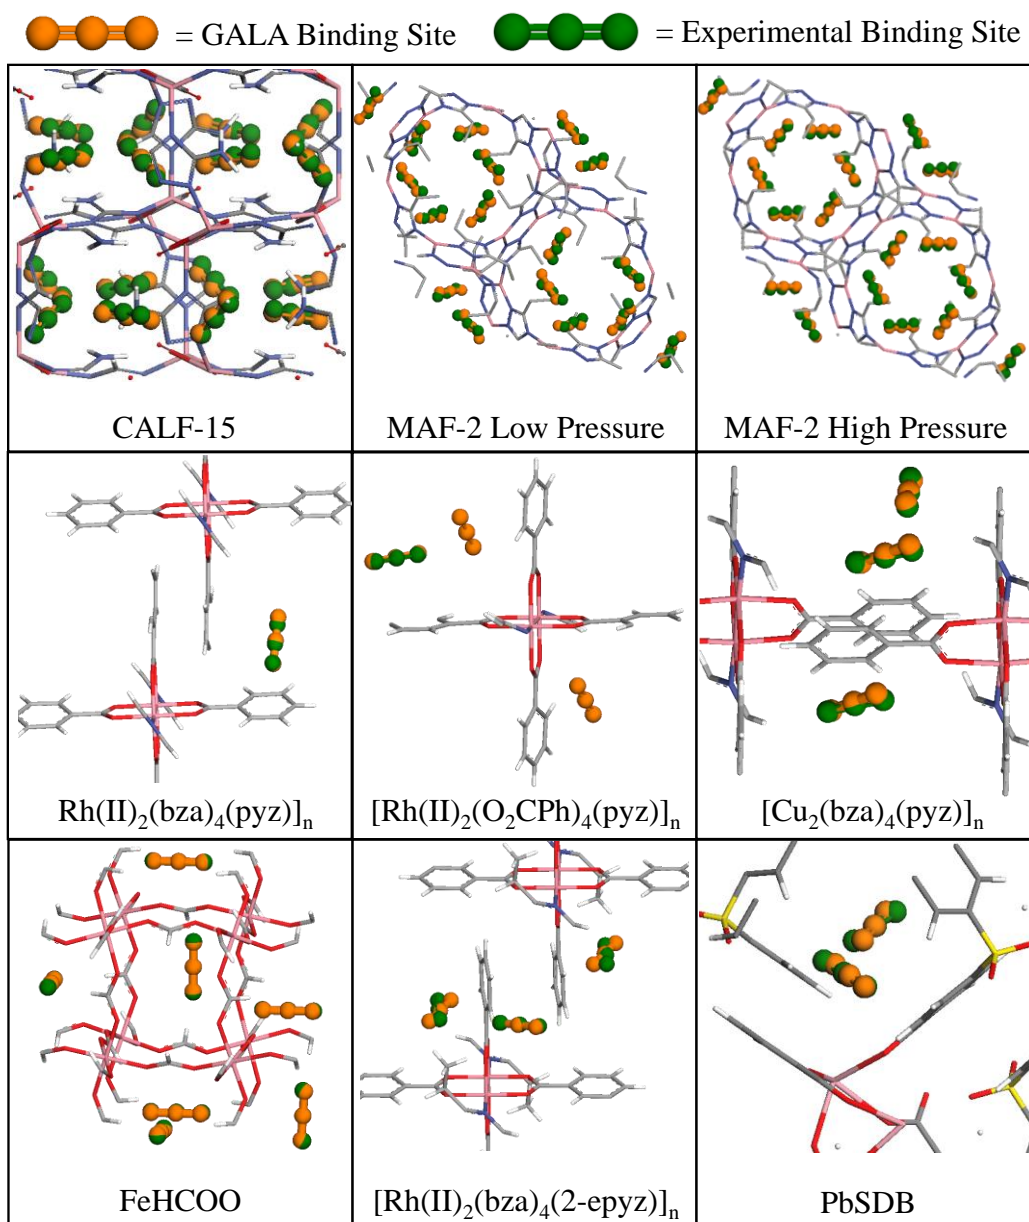 = GALA Binding Site = Experimental Binding Site
CALF-15 MAF-2 Low Pressure MAF-2 High Pressure
Rh(II)₂(bza)₄(pyz)]ₙ [Rh(II)₂(O₂CPh)₄(pyz)]ₙ [Cu₂(bza)₄(pyz)]ₙ
FeHCOO [Rh(II)₂(bza)₄(2-epyz)]ₙ PbSDB